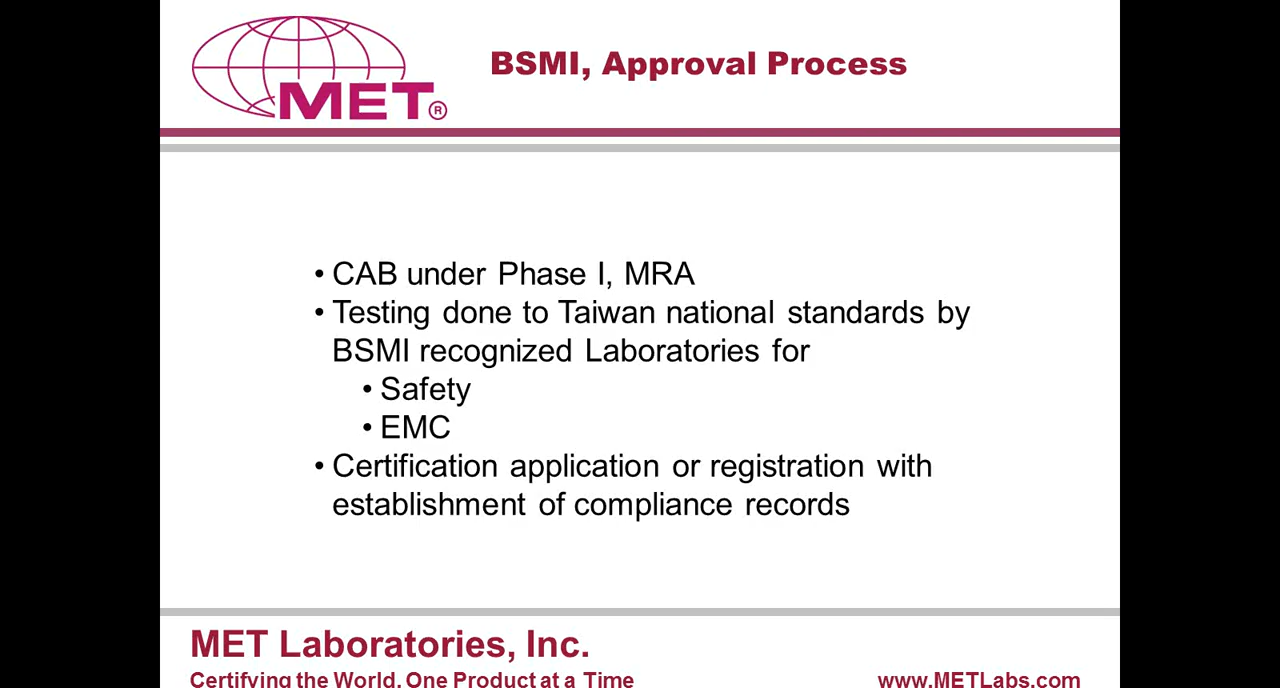 MET®
BSMI, Approval Process
• CAB under Phase I, MRA
• Testing done to Taiwan national standards by
BSMI recognized Laboratories for
• Safety
• EMC
• Certification application or registration with
establishment of compliance records
MET Laboratories, Inc.
Certifying the World, One Product at a Time
www.METLabs.com